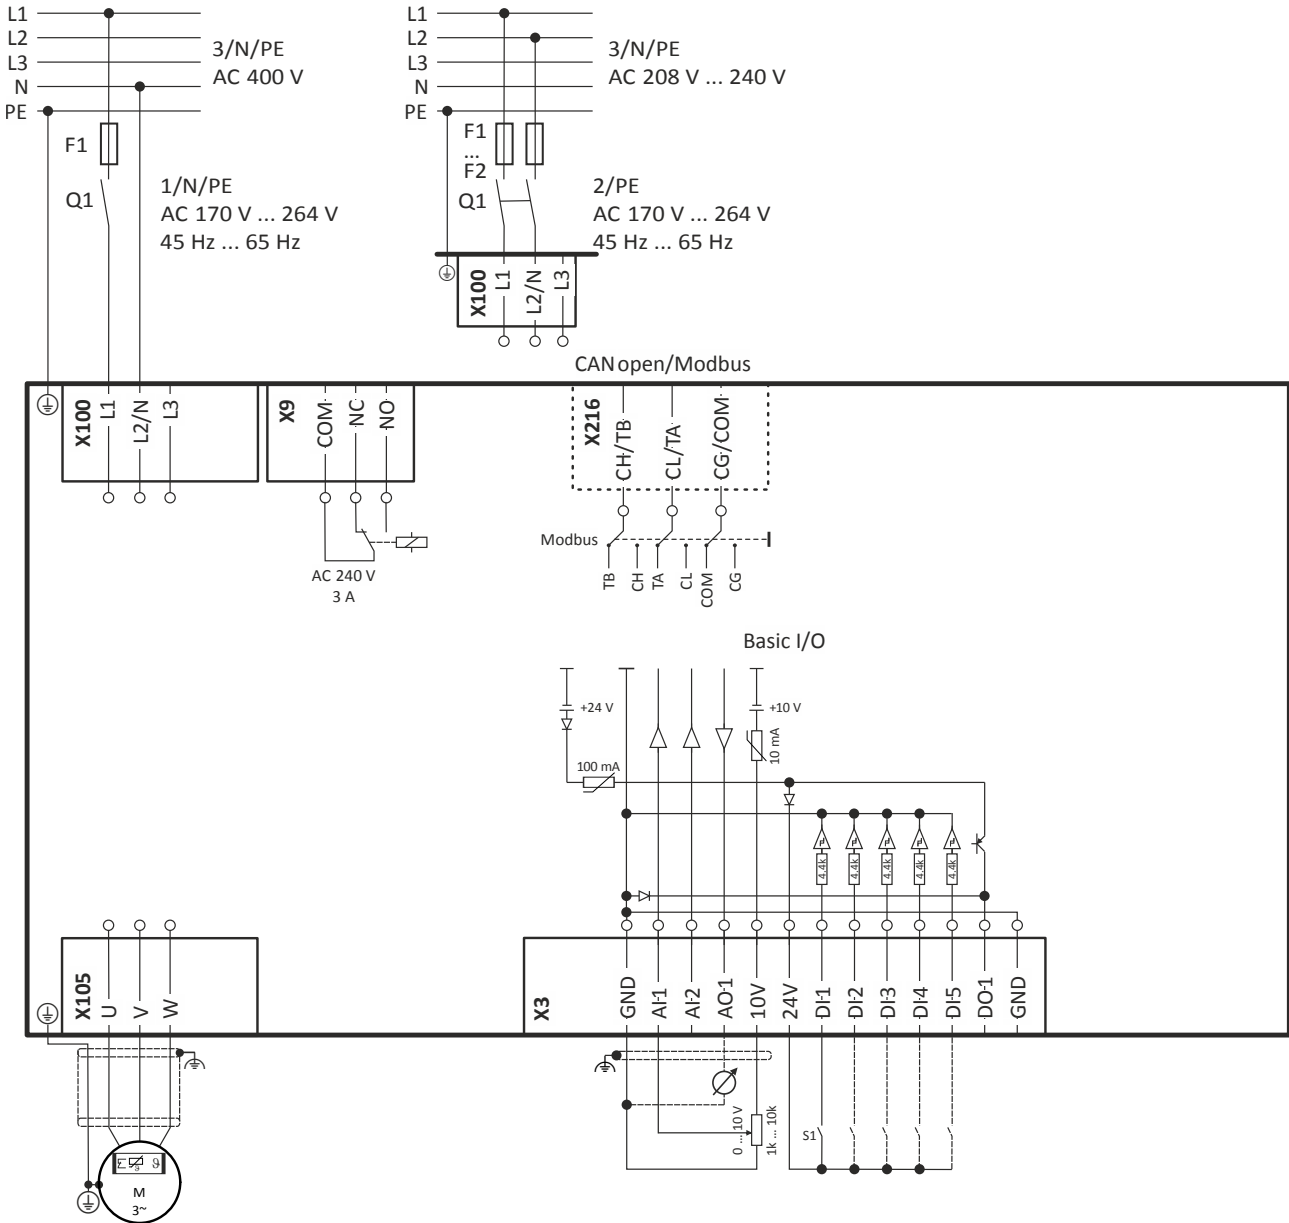 L1
L2
L3
N
PE
3/N/PE
AC 400 V
F1
Q1
1/N/PE
AC 170 V ... 264 V
45 Hz ... 65 Hz
L1
L2
L3
N
PE
3/N/PE
AC 208 V ... 240 V
F1
...
F2
Q1
2/PE
AC 170 V ... 264 V
45 Hz ... 65 Hz
X100
L1
L2/N
L3
CANopen/Modbus
X100
L1
L2/N
L3
X9
COM
NC
NO
AC 240 V
3 A
X216
CH/TB
CL/TA
CG/COM
Modbus
TB
CH
TA
CL
COM
CG
Basic I/O
+24 V
+10 V
10 mA
100 mA
4.4k
4.4k
4.4k
4.4k
4.4k
X105
U
V
W
X3
GND
AI1
AI2
AO1
10V
24V
DI1
DI2
DI3
DI4
DI5
DO1
GND
0 ... 10 V
1k ... 10k
S1
ϑ
M
3~